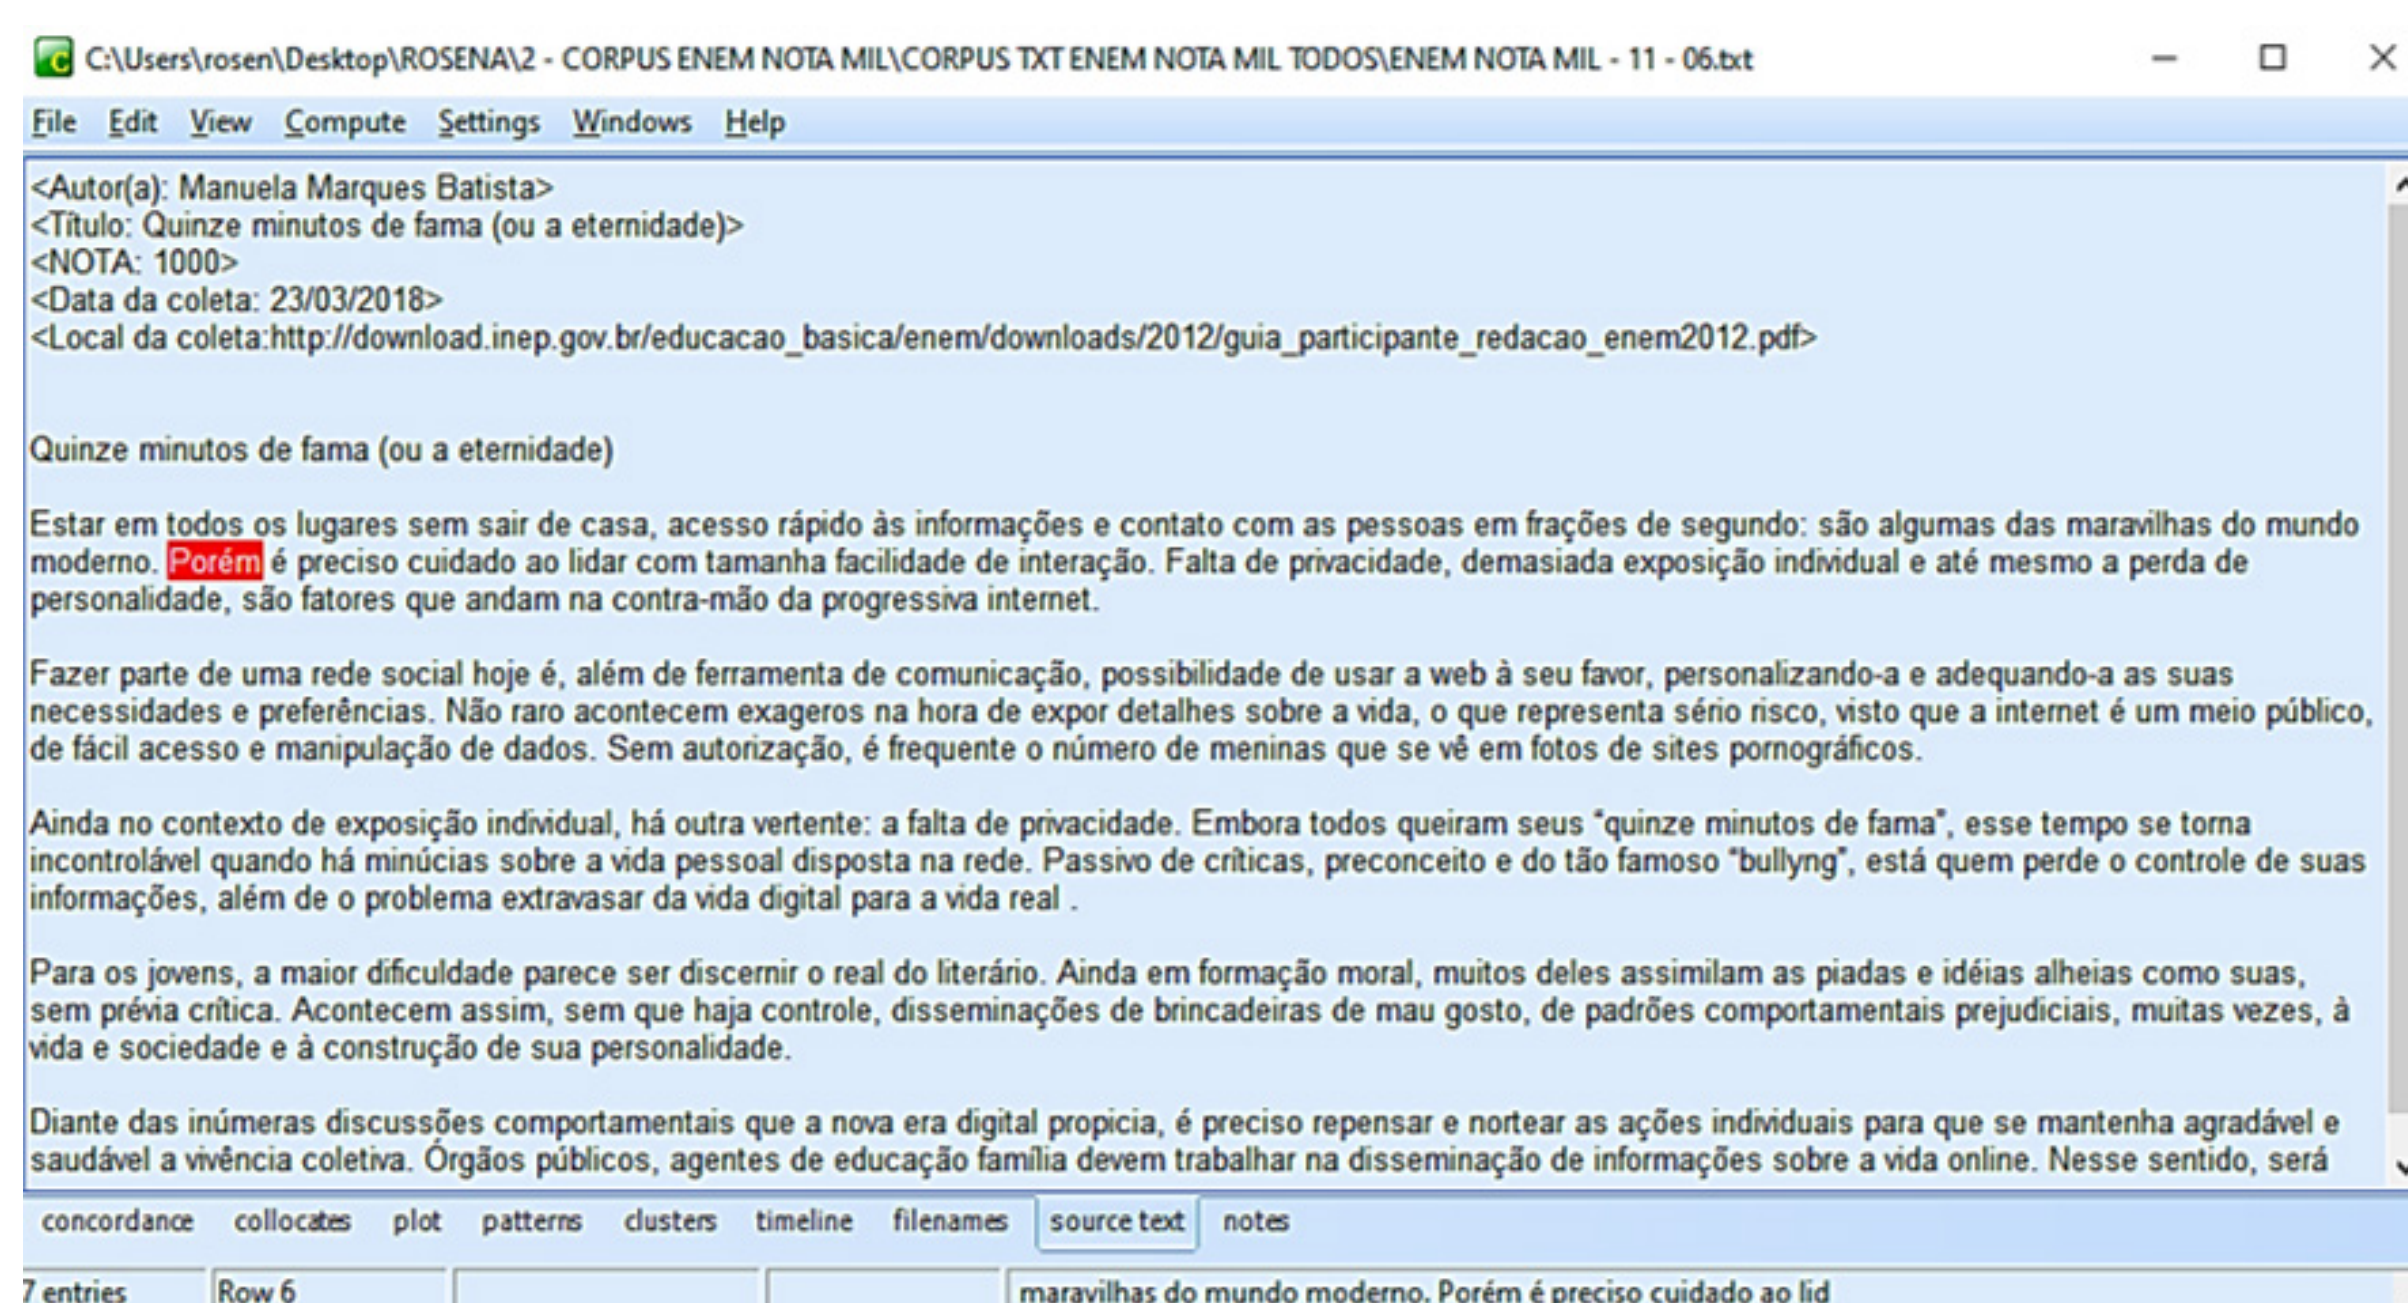 C:\Users\rosen\Desktop\ROSENA\2 - CORPUS ENEM NOTA MIL\CORPUS TXT ENEM NOTA MIL TODOS\ENEM NOTA MIL - 11 - 06.txt
File Edit View Compute Settings Windows Help
<Autor(a): Manuela Marques Batista>
<Título: Quinze minutos de fama (ou a eternidade)>
<NOTA: 1000>
<Data da coleta: 23/03/2018>
<Local da coleta:http://download.inep.gov.br/educacao_basica/enem/downloads/2012/guia_participante_redacao_enem2012.pdf>
Quinze minutos de fama (ou a eternidade)
Estar em todos os lugares sem sair de casa, acesso rápido às informações e contato com as pessoas em frações de segundo: são algumas das maravilhas do mundo
moderno. Porém é preciso cuidado ao lidar com tamanha facilidade de interação. Falta de privacidade, demasiada exposição individual e até mesmo a perda de
personalidade, são fatores que andam na contra-mão da progressiva internet.
Fazer parte de uma rede social hoje é, além de ferramenta de comunicação, possibilidade de usar a web à seu favor, personalizando-a e adequando-a as suas
necessidades e preferências. Não raro acontecem exageros na hora de expor detalhes sobre a vida, o que representa sério risco, visto que a internet é um meio público,
de fácil acesso e manipulação de dados. Sem autorização, é frequente o número de meninas que se vê em fotos de sites pornográficos.
Ainda no contexto de exposição individual, há outra vertente: a falta de privacidade. Embora todos queiram seus “quinze minutos de fama”, esse tempo se torna
incontrolável quando há minúcias sobre a vida pessoal disposta na rede. Passivo de críticas, preconceito e do tão famoso “bullyng”, está quem perde o controle de suas
informações, além de o problema extravasar da vida digital para a vida real .
Para os jovens, a maior dificuldade parece ser discernir o real do literário. Ainda em formação moral, muitos deles assimilam as piadas e idéias alheias como suas,
sem prévia crítica. Acontecem assim, sem que haja controle, disseminações de brincadeiras de mau gosto, de padrões comportamentais prejudiciais, muitas vezes, à
vida e sociedade e à construção de sua personalidade.
Diante das inúmeras discussões comportamentais que a nova era digital propicia, é preciso repensar e nortear as ações individuais para que se mantenha agradável e
saudável a vivência coletiva. Órgãos públicos, agentes de educação família devem trabalhar na disseminação de informações sobre a vida online. Nesse sentido, será
concordance collocates plot patterns clusters timeline filenames source text notes
7 entries Row 6 maravilhas do mundo moderno. Porém é preciso cuidado ao lid